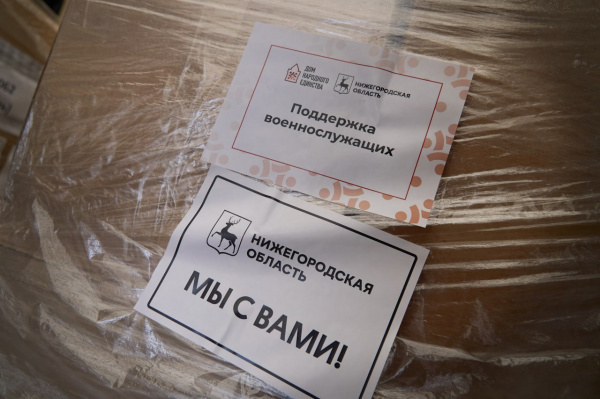 ДОМ
НАРОДНОГО
ЕДИНСТВА
НИЖЕГОРОДСКАЯ
ОБЛАСТЬ
Поддержка
военнослужащих
НИЖЕГОРОДСКАЯ
ОБЛАСТЬ
МЫ С ВАМИ!